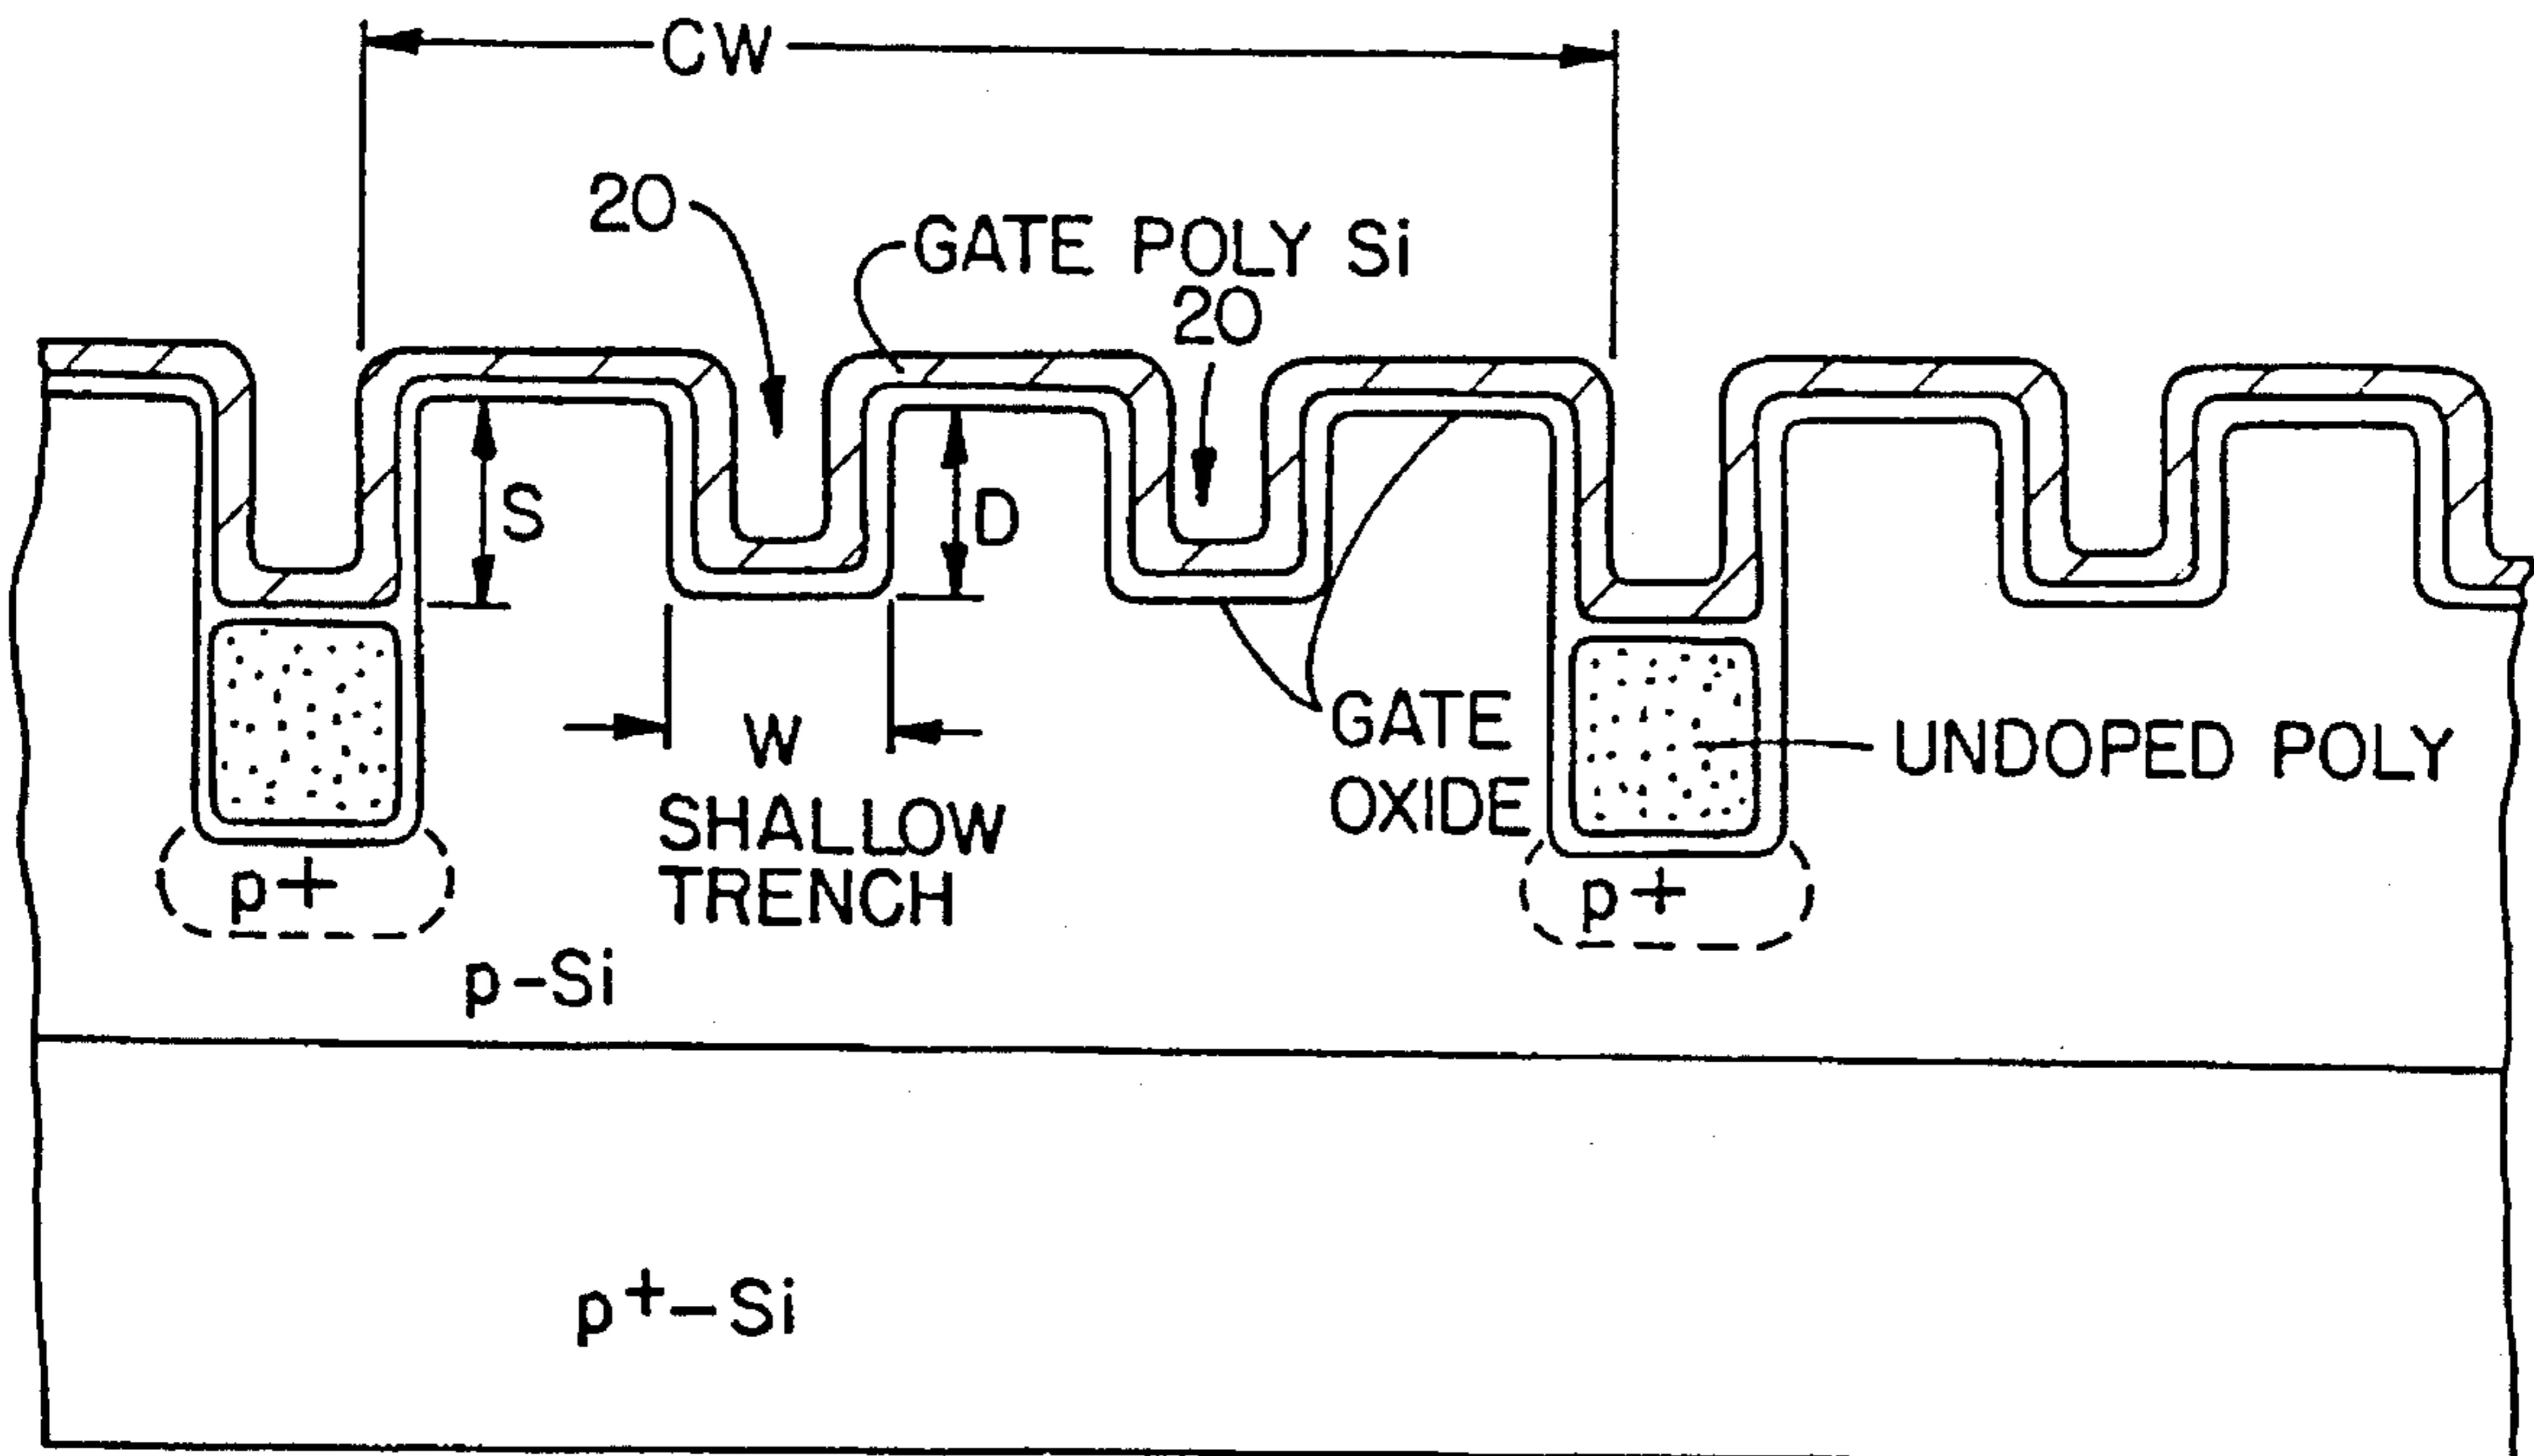 CW
20
GATE POLY Si
20
S
D
W
SHALLOW
TRENCH
GATE
OXIDE
UNDOPED POLY
p+
p+
p-Si
p+-Si